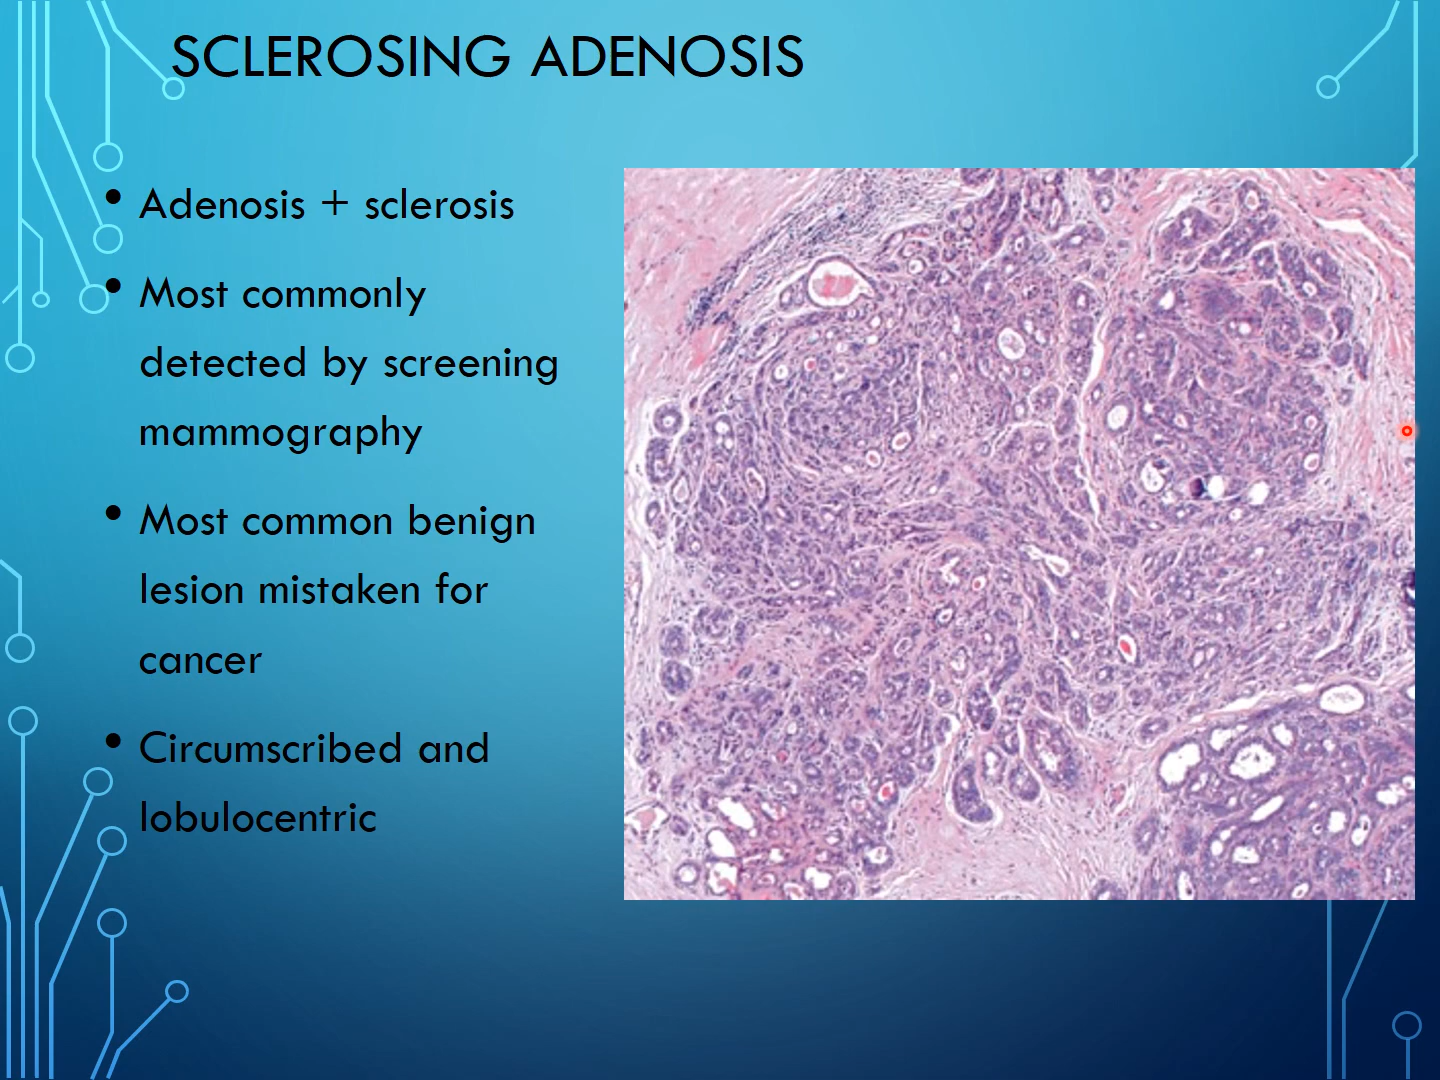 SCLEROSING ADENOSIS
• Adenosis + sclerosis
• Most commonly
detected by screening
mammography
• Most common benign
lesion mistaken for
cancer
• Circumscribed and
lobulocentric